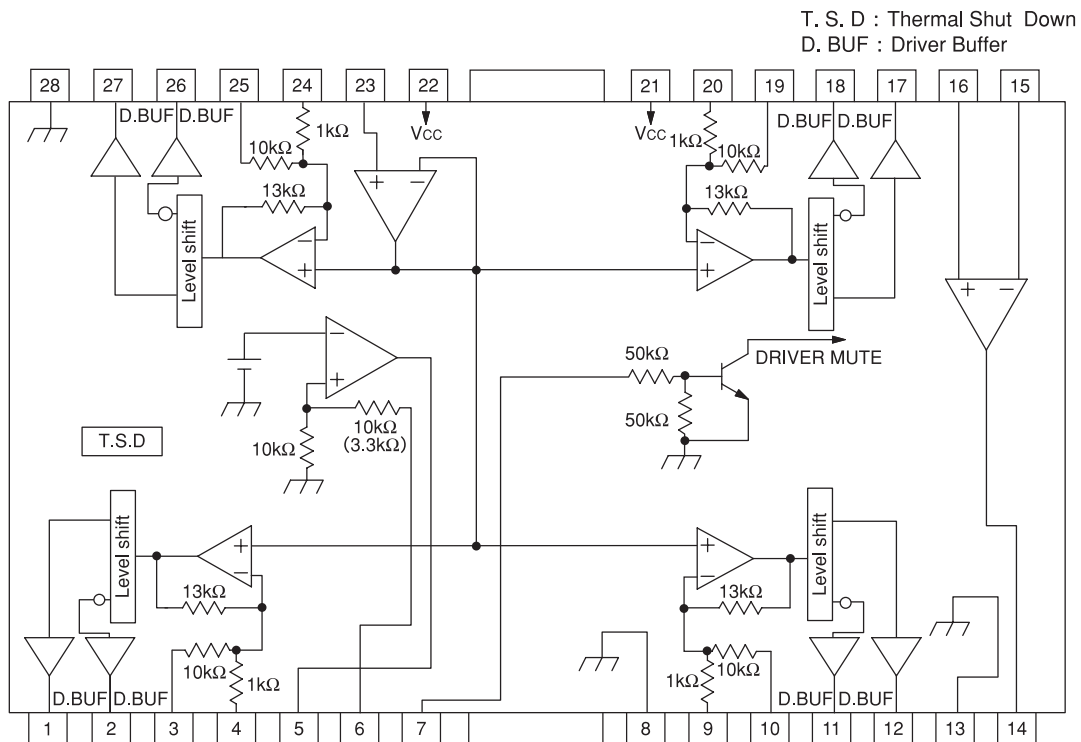 T. S. D : Thermal Shut Down
D. BUF : Driver Buffer
28 27 26 25 24 23 22 21 20 19 18 17 16 15
D.BUF D.BUF VCC VCC D.BUF D.BUF
1kΩ 1kΩ
10kΩ 10kΩ
13kΩ 13kΩ
+ −
Level shift − − Level shift
+ + + −
− 50kΩ DRIVER MUTE
+
10kΩ
(3.3kΩ)
50kΩ
10kΩ
T.S.D
Level shift + + Level shift
− −
13kΩ 13kΩ
10kΩ 10kΩ
1kΩ 1kΩ
D.BUF D.BUF D.BUF D.BUF
1 2 3 4 5 6 7 8 9 10 11 12 13 14